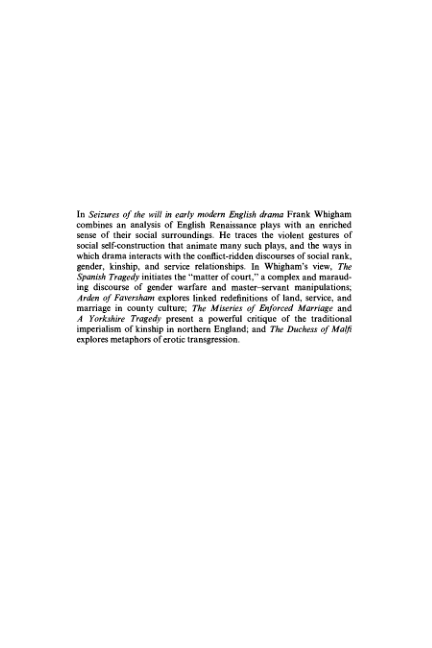 In Seizures of the will in early modern English drama Frank Whigham
combines an analysis of English Renaissance plays with an enriched
sense of their social surroundings. He traces the violent gestures of
social self-construction that animate many such plays, and the ways in
which drama interacts with the conflict-ridden discourses of social rank,
gender, kinship, and service relationships. In Whigham's view, The
Spanish Tragedy initiates the "matter of court," a complex and maraud-
ing discourse of gender warfare and master–servant manipulations;
Arden of Faversham explores linked redefinitions of land, service, and
marriage in county culture; The Miseries of Enforced Marriage and
A Yorkshire Tragedy present a powerful critique of the traditional
imperialism of kinship in northern England; and The Duchess of Malfi
explores metaphors of erotic transgression.